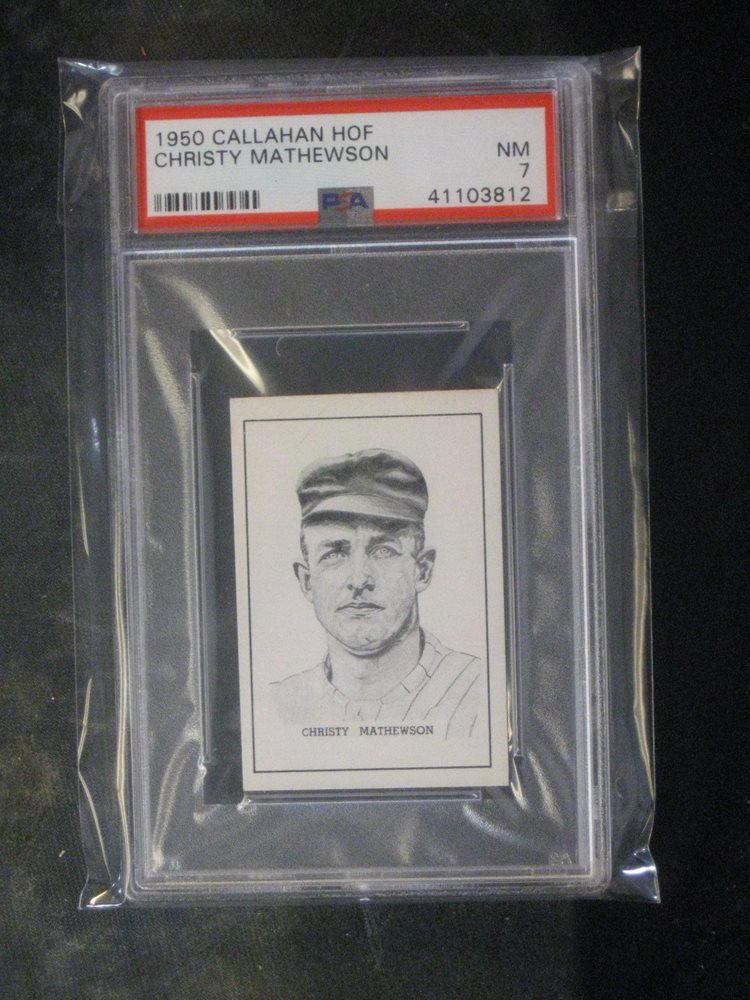 1950 CALLAHAN HOF
CHRISTY MATHEWSON
NM
7
PSA
41103812
CHRISTY MATHEWSON